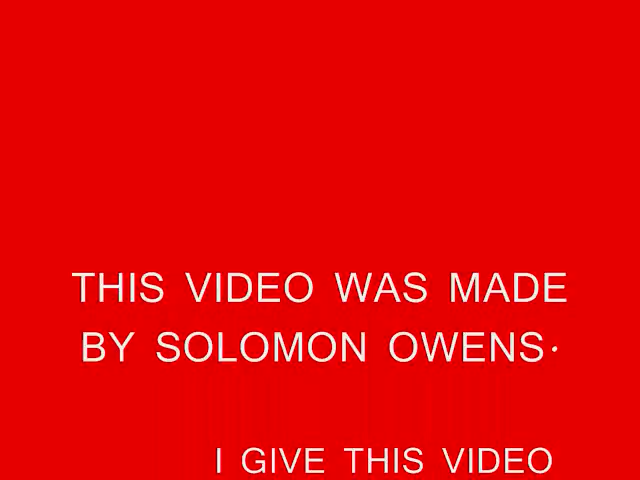 THIS VIDEO WAS MADE
BY SOLOMON OWENS·
I GIVE THIS VIDEO